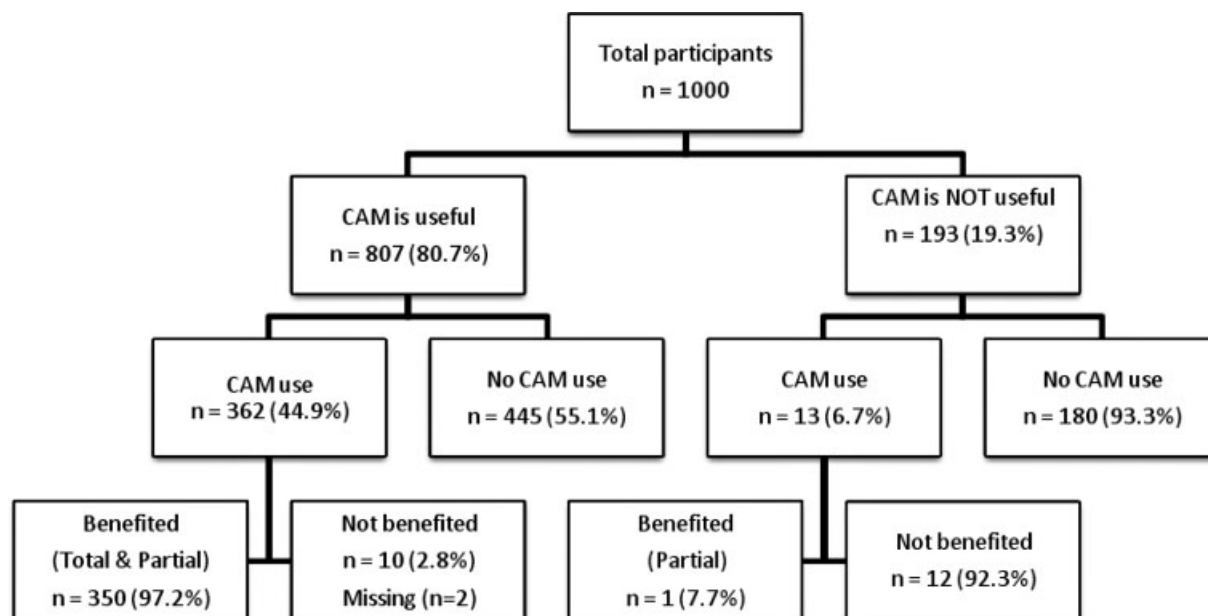 Total participants
n = 1000
CAM is useful
n = 807 (80.7%)
CAM is NOT useful
n = 193 (19.3%)
CAM use
n = 362 (44.9%)
No CAM use
n = 445 (55.1%)
CAM use
n = 13 (6.7%)
No CAM use
n = 180 (93.3%)
Benefited
(Total & Partial)
n = 350 (97.2%)
Not benefited
n = 10 (2.8%)
Missing (n=2)
Benefited
(Partial)
n = 1 (7.7%)
Not benefited
n = 12 (92.3%)